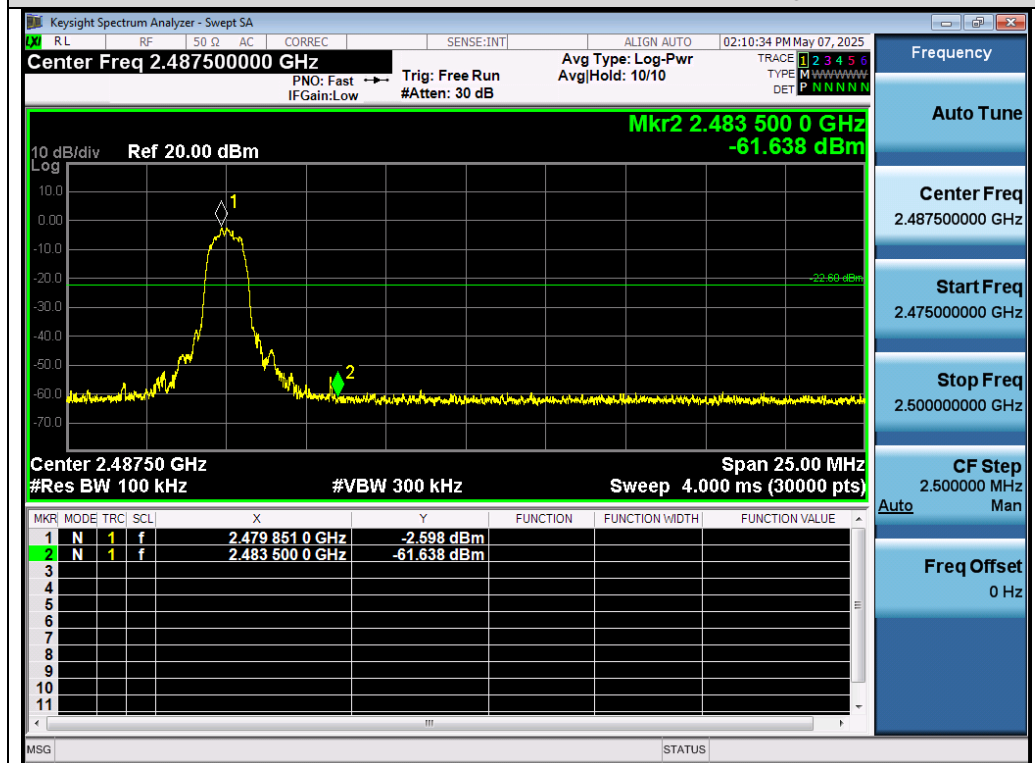 Keysight Spectrum Analyzer - Swept SA
LXI RL RF 50 Ω AC CORREC SENSE:INT ALIGN AUTO 02:10:34 PM May 07, 2025
Center Freq 2.487500000 GHz
PNO: Fast
IFGain:Low
Trig: Free Run
#Atten: 30 dB
Avg Type: Log-Pwr
Avg|Hold: 10/10
TRACE 1 2 3 4 5 6
TYPE M WWWWW
DET P N N N N N
Mkr2 2.483 500 0 GHz
-61.638 dBm
10 dB/div Ref 20.00 dBm
Log
10.0
0.00
-10.0
-20.0
-30.0
-40.0
-50.0
-60.0
-70.0
1
-22.60 dBm
2
Center 2.48750 GHz Span 25.00 MHz
#Res BW 100 kHz #VBW 300 kHz Sweep 4.000 ms (30000 pts)
MKR MODE TRC SCL X Y FUNCTION FUNCTION WIDTH FUNCTION VALUE
1 N 1 f 2.479 851 0 GHz -2.598 dBm
2 N 1 f 2.483 500 0 GHz -61.638 dBm
3
4
5
6
7
8
9
10
11
MSG STATUS
Frequency
Auto Tune
Center Freq
2.487500000 GHz
Start Freq
2.475000000 GHz
Stop Freq
2.500000000 GHz
CF Step
2.500000 MHz
Auto Man
Freq Offset
0 Hz